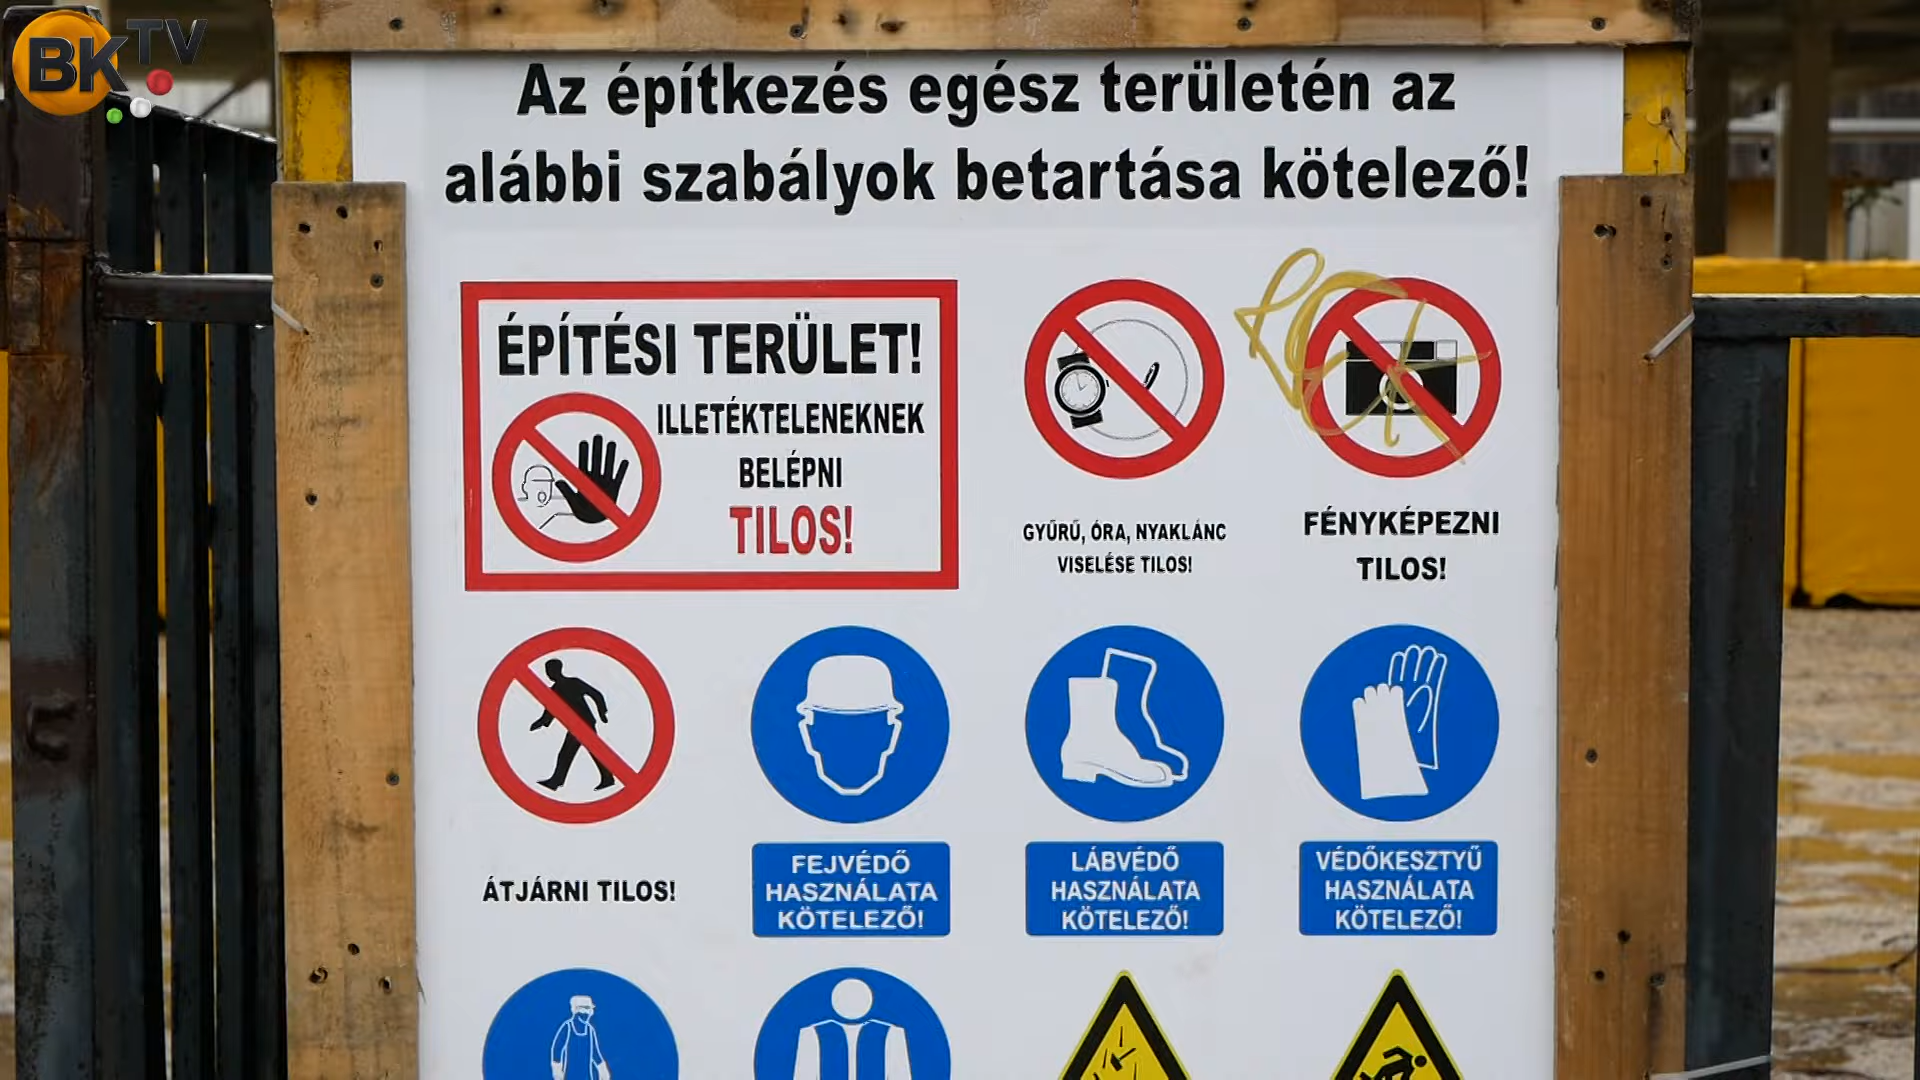 BKTV
Az építkezés egész területén az
alábbi szabályok betartása kötelező!
ÉPÍTÉSI TERÜLET!
ILLETÉKTELENEKNEK
BELÉPNI
TILOS!
GYŰRŰ, ÓRA, NYAKLÁNC
VISELÉSE TILOS!
FÉNYKÉPEZNI
TILOS!
ÁTJÁRNI TILOS!
FEJVÉDŐ
HASZNÁLATA
KÖTELEZŐ!
LÁBVÉDŐ
HASZNÁLATA
KÖTELEZŐ!
VÉDŐKESZTYŰ
HASZNÁLATA
KÖTELEZŐ!